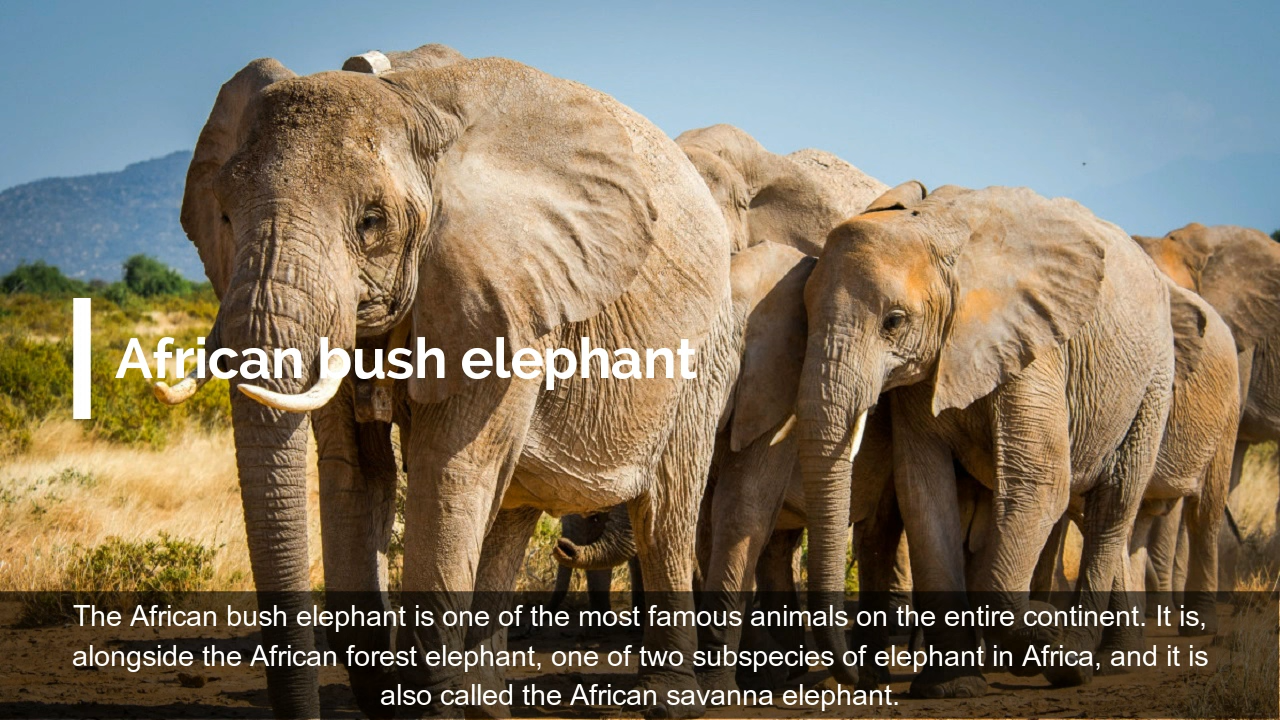 African bush elephant
The African bush elephant is one of the most famous animals on the entire continent. It is,
alongside the African forest elephant, one of two subspecies of elephant in Africa, and it is
also called the African savanna elephant.